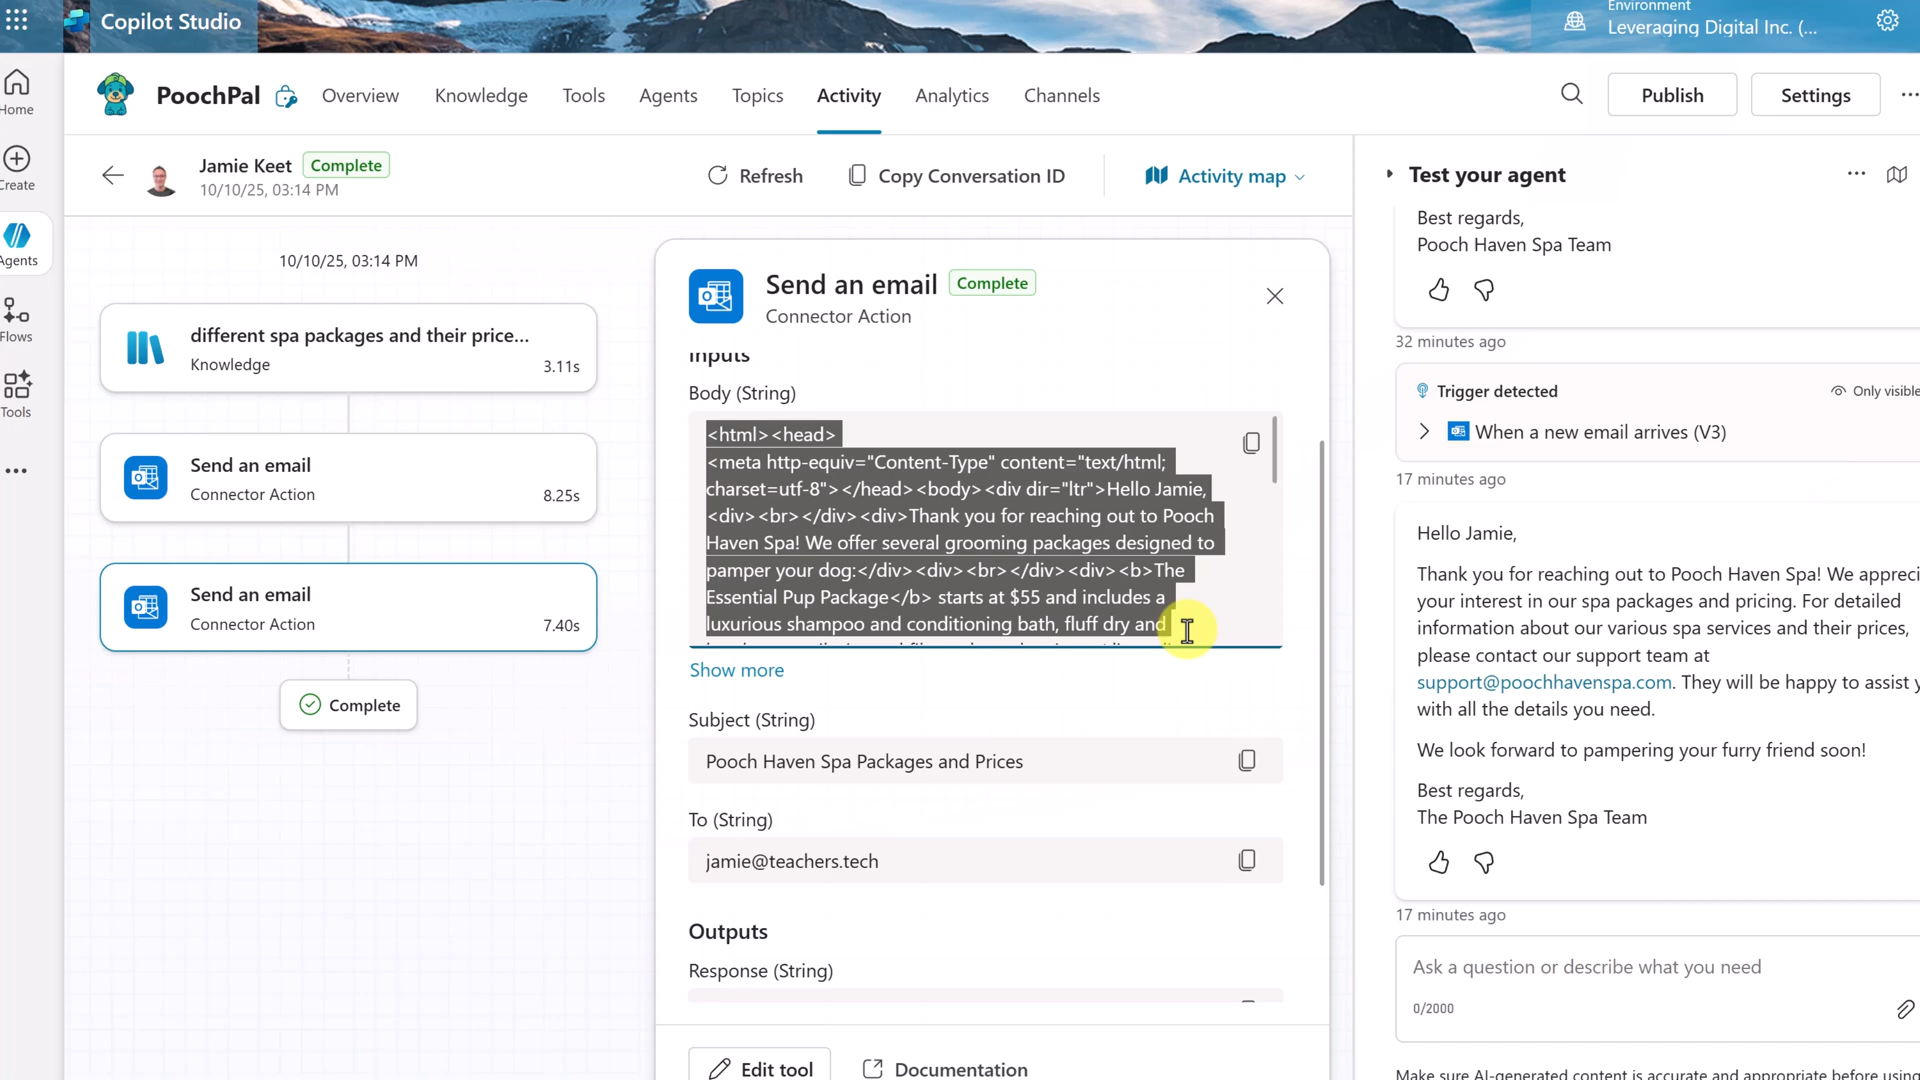 Copilot Studio
Environment
Leveraging Digital Inc. (...
Home
Create
Agents
Flows
Tools
PoochPal
Overview
Knowledge
Tools
Agents
Topics
Activity
Analytics
Channels
Publish
Settings
Jamie Keet
Complete
10/10/25, 03:14 PM
Refresh
Copy Conversation ID
Activity map
10/10/25, 03:14 PM
different spa packages and their price...
Knowledge
3.11s
Send an email
Connector Action
8.25s
Send an email
Connector Action
7.40s
Complete
Send an email
Complete
Connector Action
Inputs
Body (String)
<html><head>
<meta http-equiv="Content-Type" content="text/html;
charset=utf-8"></head><body><div dir="ltr">Hello Jamie,
<div><br></div><div>Thank you for reaching out to Pooch
Haven Spa! We offer several grooming packages designed to
pamper your dog:</div><div><br></div><div><b>The
Essential Pup Package</b> starts at $55 and includes a
luxurious shampoo and conditioning bath, fluff dry and
Show more
Subject (String)
Pooch Haven Spa Packages and Prices
To (String)
jamie@teachers.tech
Outputs
Response (String)
Edit tool
Documentation
Test your agent
Best regards,
Pooch Haven Spa Team
32 minutes ago
Trigger detected
Only visible
When a new email arrives (V3)
17 minutes ago
Hello Jamie,
Thank you for reaching out to Pooch Haven Spa! We appreci
your interest in our spa packages and pricing. For detailed
information about our various spa services and their prices,
please contact our support team at
support@poochhavenspa.com. They will be happy to assist y
with all the details you need.
We look forward to pampering your furry friend soon!
Best regards,
The Pooch Haven Spa Team
17 minutes ago
Ask a question or describe what you need
0/2000
Make sure AI-generated content is accurate and appropriate before using